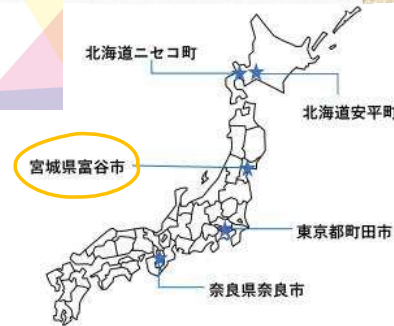 北海道ニセコ町
北海道安平町
宮城県富谷市
東京都町田市
奈良県奈良市